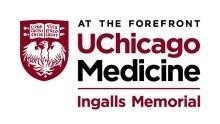 AT THE FOREFRONT
UChicago
Medicine
Ingalls Memorial